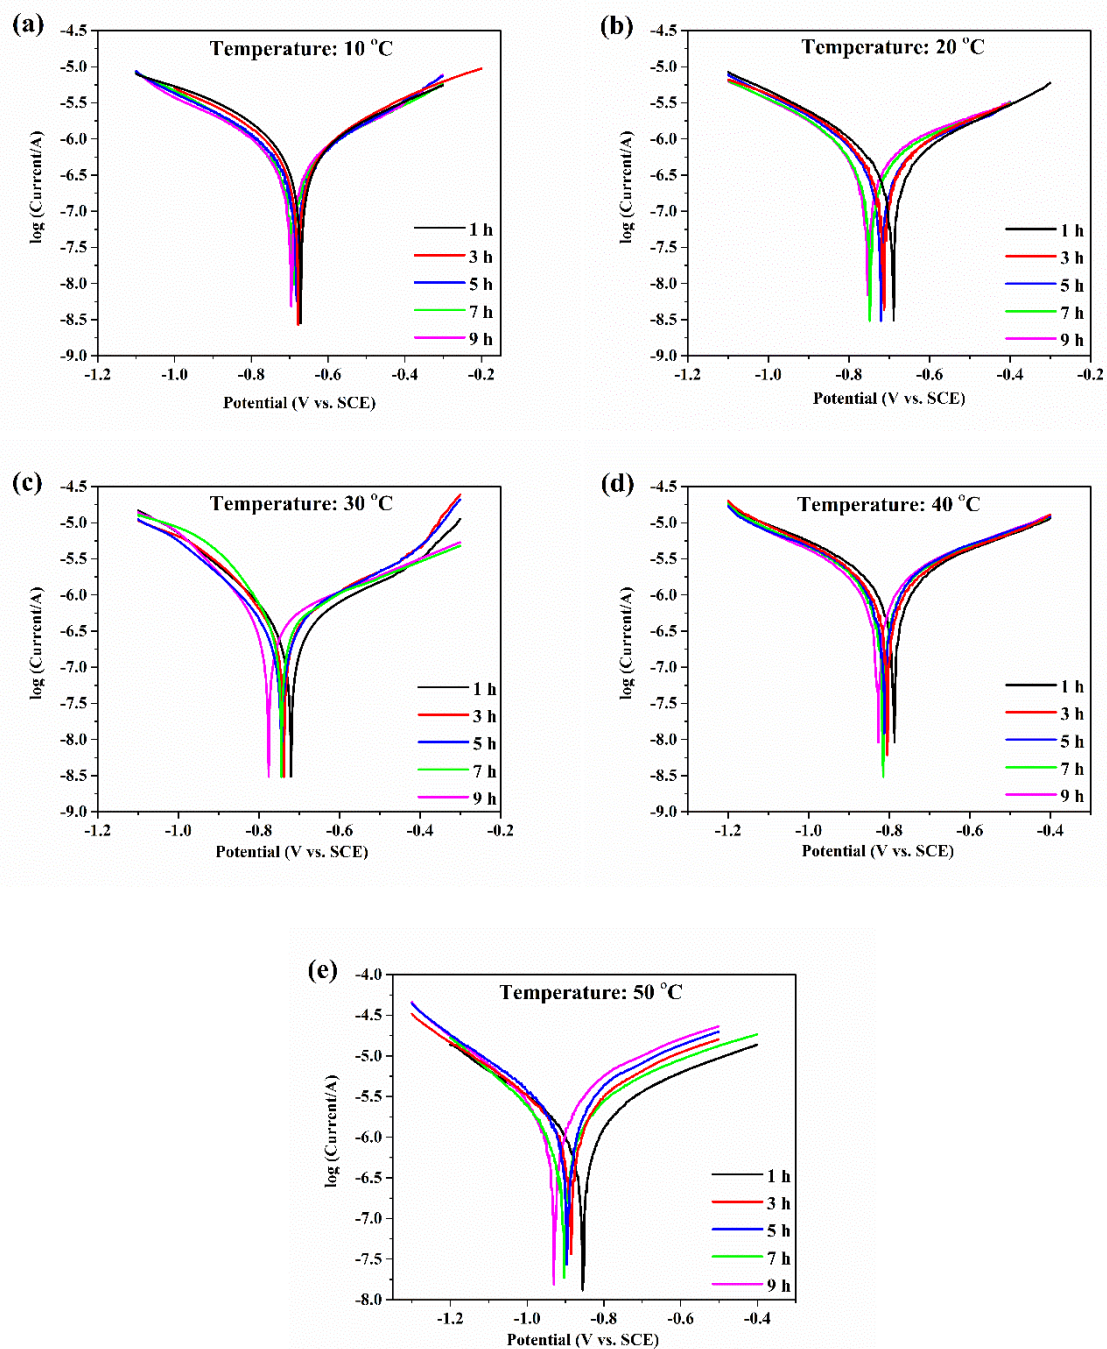 (a)
Temperature: 10 °C
log (Current/A)
-4.5
-5.0
-5.5
-6.0
-6.5
-7.0
-7.5
-8.0
-8.5
-9.0
1 h
3 h
5 h
7 h
9 h
-1.2 -1.0 -0.8 -0.6 -0.4 -0.2
Potential (V vs. SCE)
(b)
Temperature: 20 °C
log (Current/A)
-4.5
-5.0
-5.5
-6.0
-6.5
-7.0
-7.5
-8.0
-8.5
-9.0
1 h
3 h
5 h
7 h
9 h
-1.2 -1.0 -0.8 -0.6 -0.4 -0.2
Potential (V vs. SCE)
(c)
Temperature: 30 °C
log (Current/A)
-4.5
-5.0
-5.5
-6.0
-6.5
-7.0
-7.5
-8.0
-8.5
-9.0
1 h
3 h
5 h
7 h
9 h
-1.2 -1.0 -0.8 -0.6 -0.4 -0.2
Potential (V vs. SCE)
(d)
Temperature: 40 °C
log (Current/A)
-4.5
-5.0
-5.5
-6.0
-6.5
-7.0
-7.5
-8.0
-8.5
-9.0
1 h
3 h
5 h
7 h
9 h
-1.2 -1.0 -0.8 -0.6 -0.4
Potential (V vs. SCE)
(e)
Temperature: 50 °C
log (Current/A)
-4.0
-4.5
-5.0
-5.5
-6.0
-6.5
-7.0
-7.5
-8.0
1 h
3 h
5 h
7 h
9 h
-1.2 -1.0 -0.8 -0.6 -0.4
Potential (V vs. SCE)